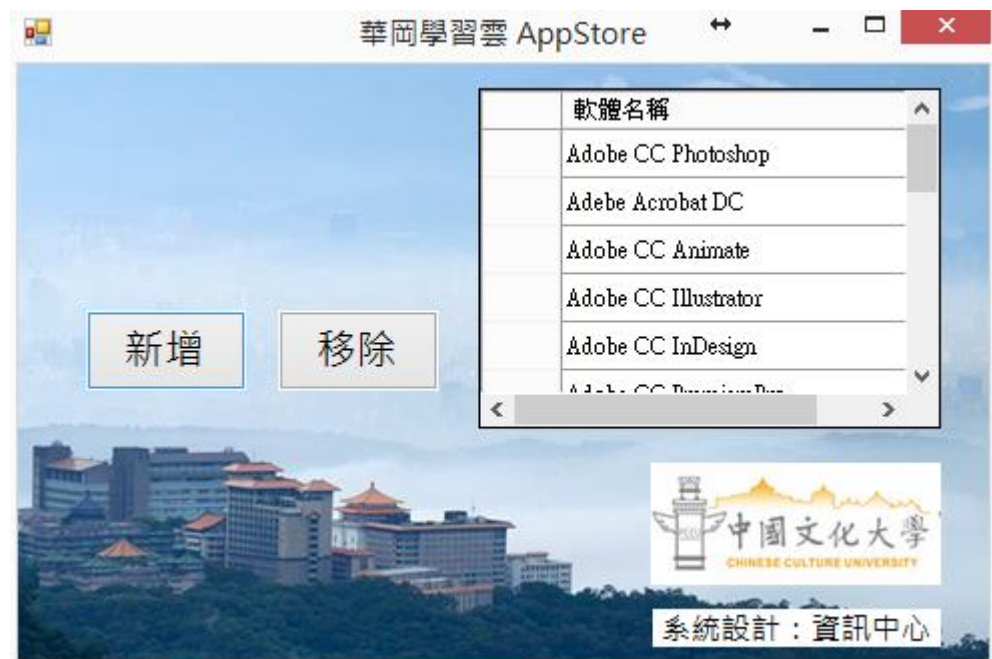 華岡學習雲 AppStore
軟體名稱
Adobe CC Photoshop
Adebe Acrobat DC
Adobe CC Animate
Adobe CC Illustrator
Adobe CC InDesign
新增
移除
中國文化大學
CHINESE CULTURE UNIVERSITY
系統設計：資訊中心